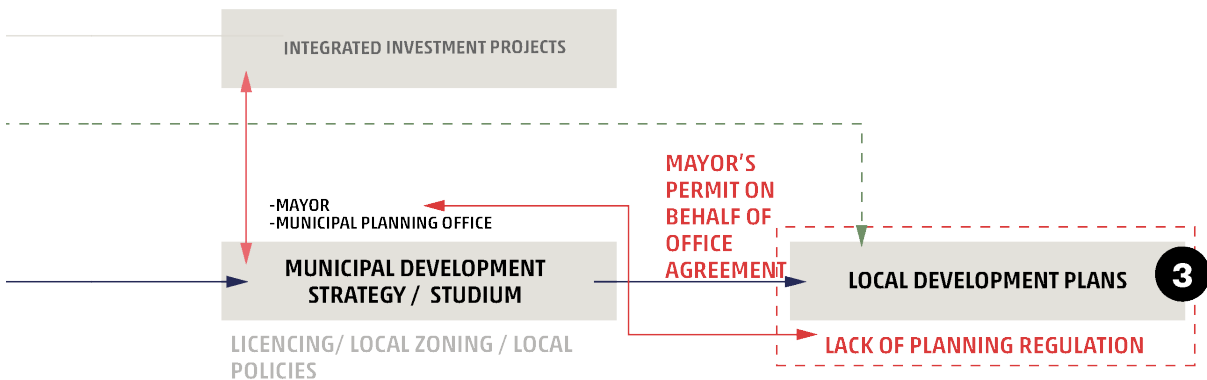 INTEGRATED INVESTMENT PROJECTS
MAYOR'S
PERMIT ON
BEHALF OF
OFFICE
AGREEMENT
-MAYOR
-MUNICIPAL PLANNING OFFICE
MUNICIPAL DEVELOPMENT
STRATEGY / STUDIUM
LOCAL DEVELOPMENT PLANS
3
LICENCING/ LOCAL ZONING / LOCAL
POLICIES
LACK OF PLANNING REGULATION